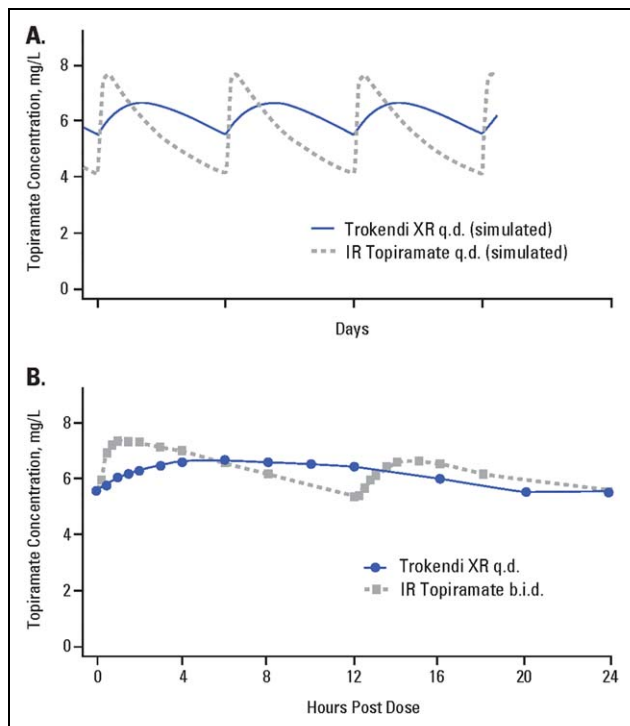 A.
Topiramate Concentration, mg/L
8
6
4
2
0
Trokendi XR q.d. (simulated)
IR Topiramate q.d. (simulated)
Days
B.
Topiramate Concentration, mg/L
8
6
4
2
0
Trokendi XR q.d.
IR Topiramate b.i.d.
0 4 8 12 16 20 24
Hours Post Dose